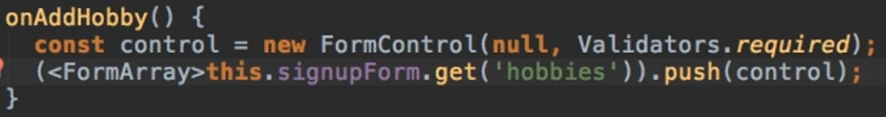 onAddHobby() {
  const control = new FormControl(null, Validators.required);
  (<FormArray>this.signupForm.get('hobbies')).push(control);
}